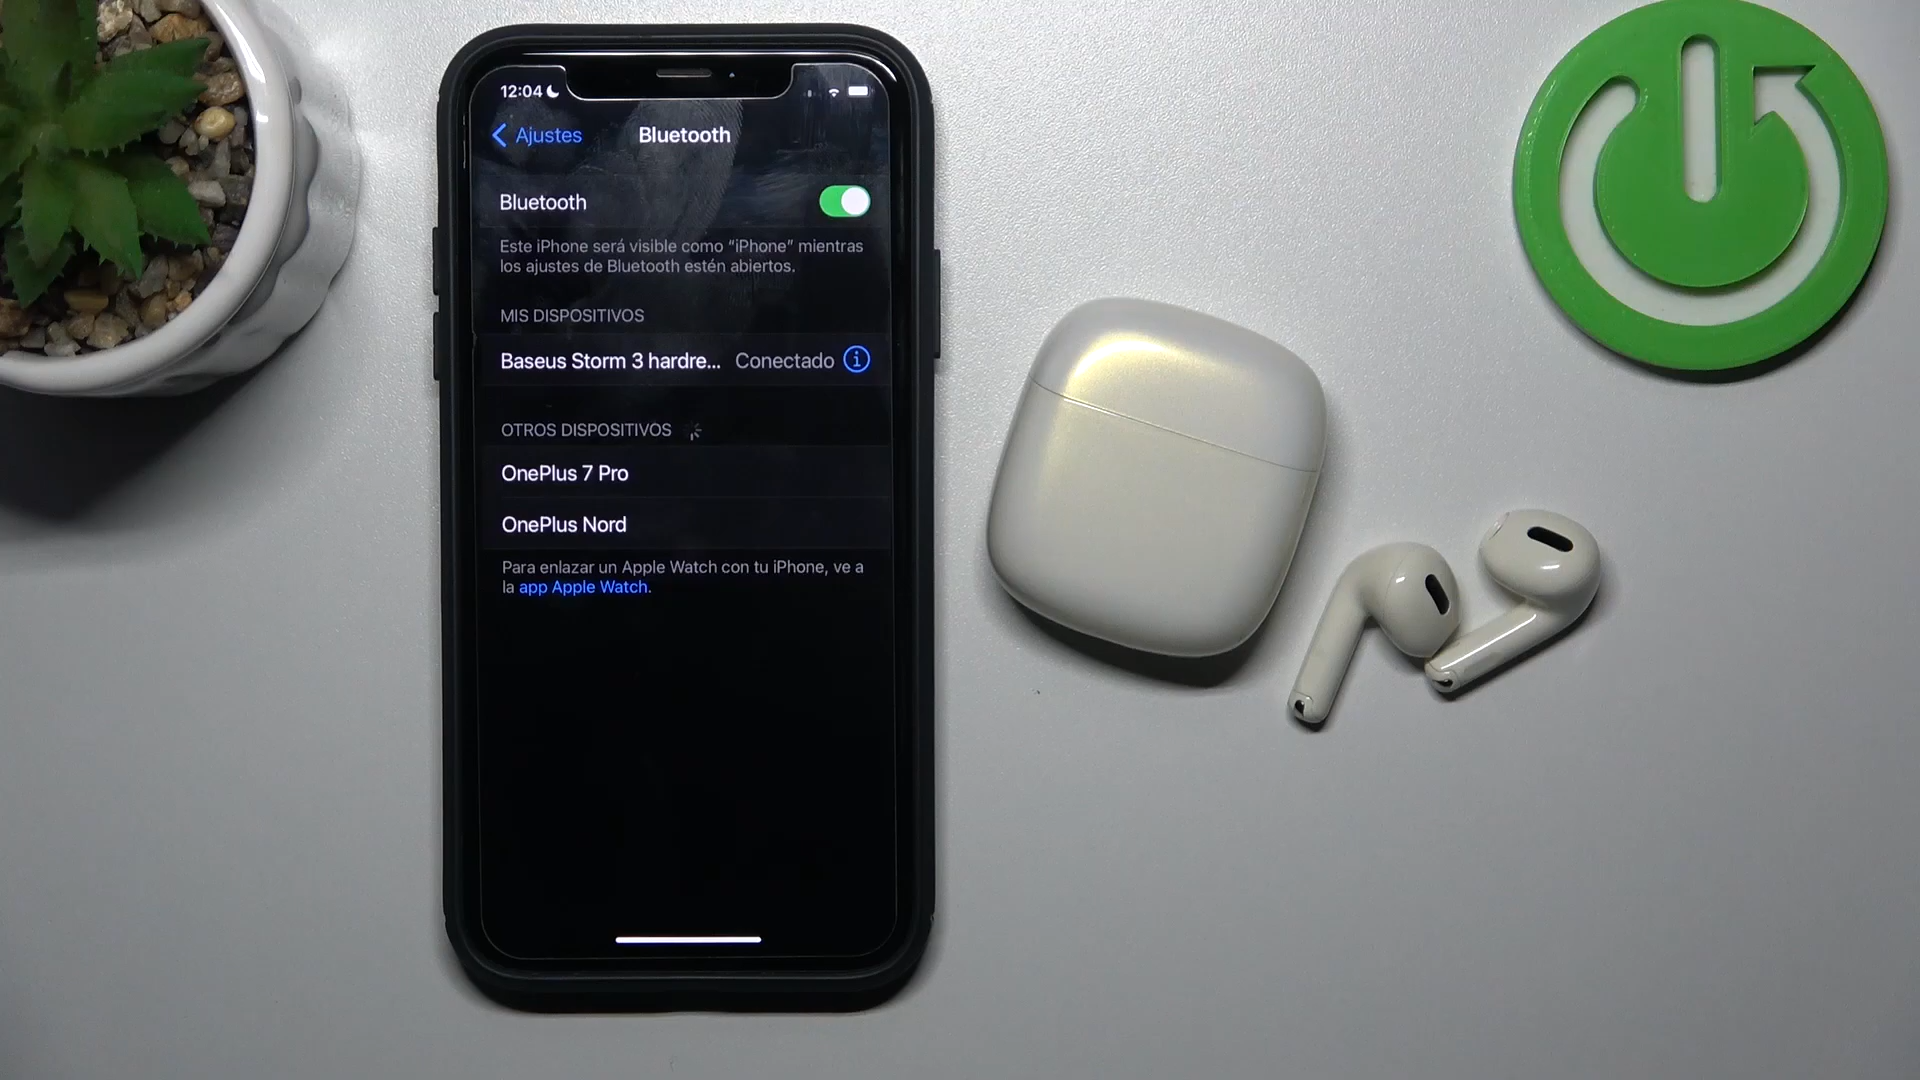 12:04
Ajustes
Bluetooth
Bluetooth
Este iPhone será visible como “iPhone” mientras
los ajustes de Bluetooth estén abiertos.
MIS DISPOSITIVOS
Baseus Storm 3 hardre... Conectado
OTROS DISPOSITIVOS
OnePlus 7 Pro
OnePlus Nord
Para enlazar un Apple Watch con tu iPhone, ve a
la app Apple Watch.